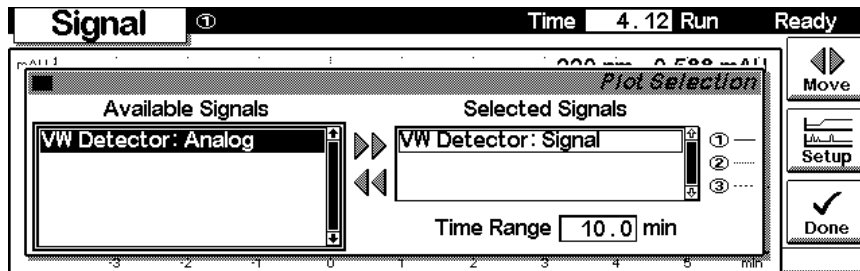 Signal ① Time 4.12 Run Ready
Plot Selection
Move
Available Signals Selected Signals
VW Detector: Analog VW Detector: Signal ①
②
③
Setup
Time Range 10.0 min
Done
-3 -2 -1 0 1 2 3 4 5 min